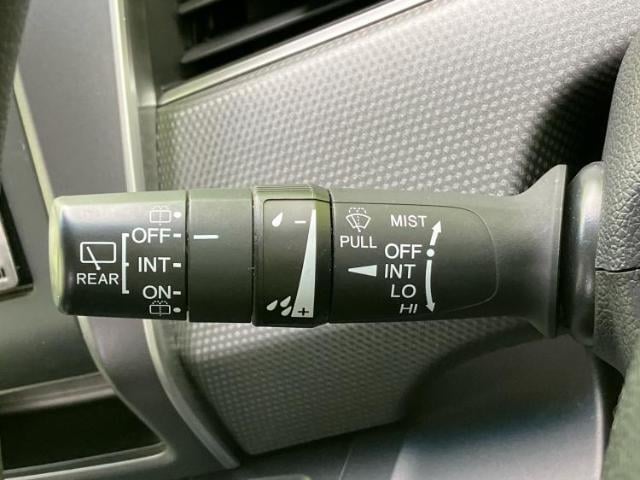 REAR
OFF
INT
ON
−
+
PULL
MIST
OFF
INT
LO
HI